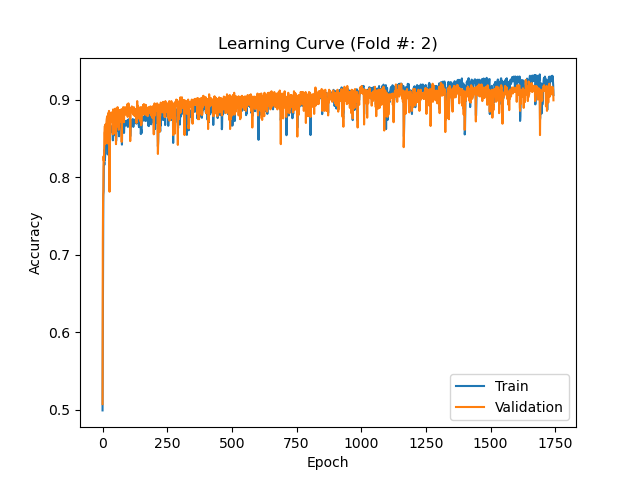 Learning Curve (Fold #: 2)
Accuracy
0.9
0.8
0.7
0.6
0.5
0 250 500 750 1000 1250 1500 1750
Epoch
Train
Validation